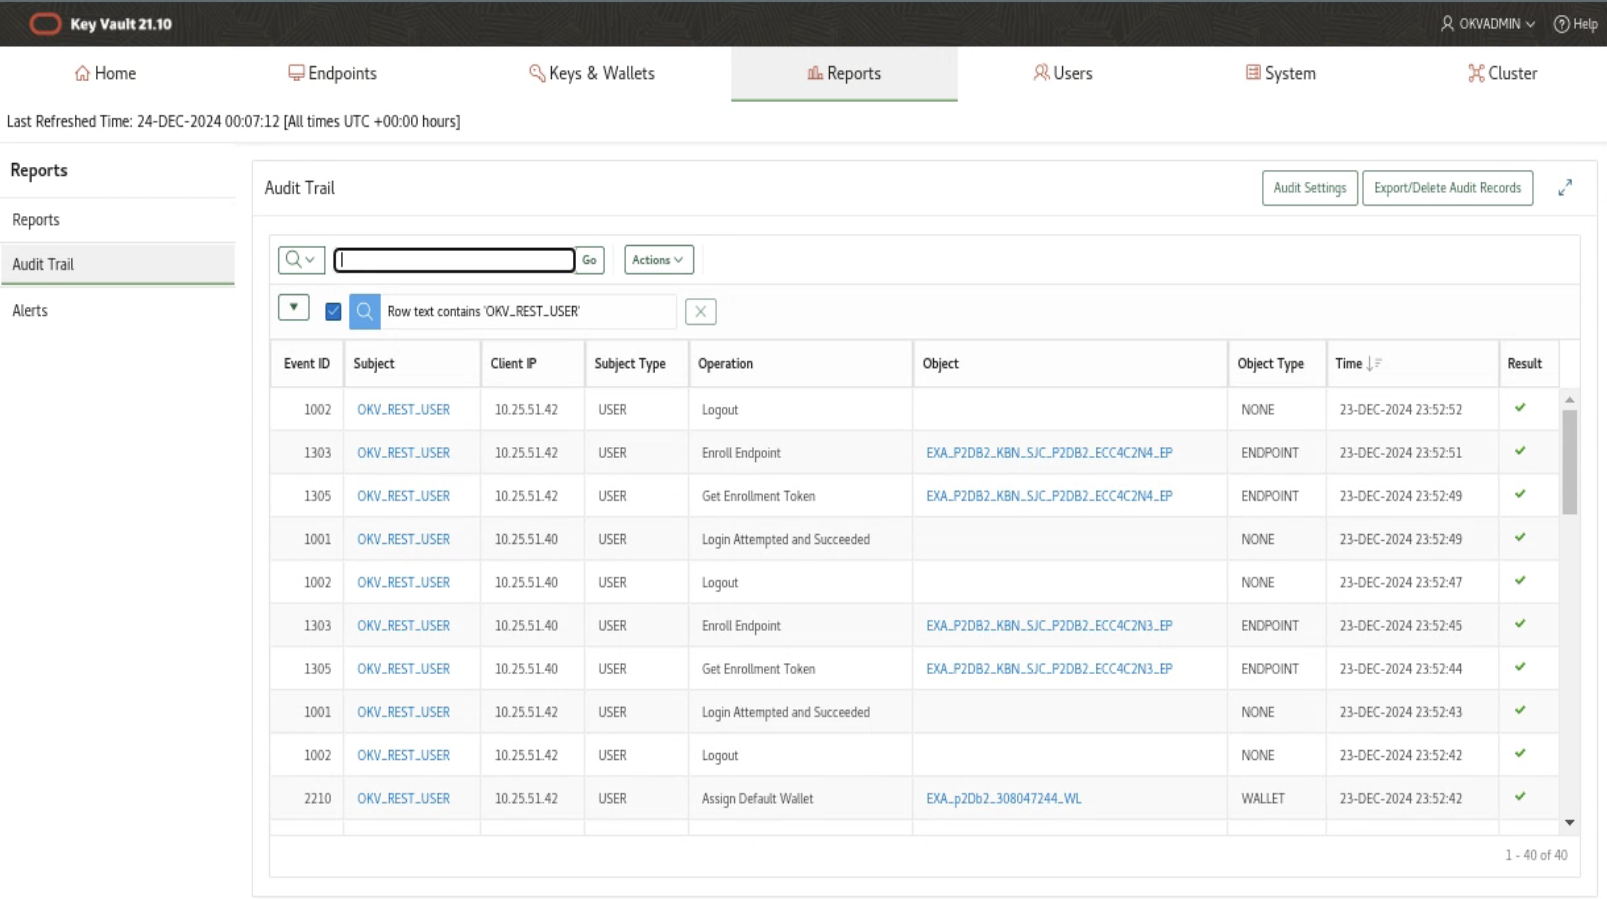 Key Vault 21.10
OKVADMIN
Help
Home
Endpoints
Keys & Wallets
Reports
Users
System
Cluster
Last Refreshed Time: 24-DEC-2024 00:07:12 [All times UTC +00:00 hours]
Reports
Reports
Audit Trail
Alerts
Audit Trail
Audit Settings
Export/Delete Audit Records
Go
Actions
Row text contains 'OKV_REST_USER'
Event ID Subject Client IP Subject Type Operation Object Object Type Time Result
1002 OKV_REST_USER 10.25.51.42 USER Logout NONE 23-DEC-2024 23:52:52
1303 OKV_REST_USER 10.25.51.42 USER Enroll Endpoint EXA_P2DB2_KBN_SJC_P2DB2_ECC4C2N4_EP ENDPOINT 23-DEC-2024 23:52:51
1305 OKV_REST_USER 10.25.51.42 USER Get Enrollment Token EXA_P2DB2_KBN_SJC_P2DB2_ECC4C2N4_EP ENDPOINT 23-DEC-2024 23:52:49
1001 OKV_REST_USER 10.25.51.40 USER Login Attempted and Succeeded NONE 23-DEC-2024 23:52:49
1002 OKV_REST_USER 10.25.51.40 USER Logout NONE 23-DEC-2024 23:52:47
1303 OKV_REST_USER 10.25.51.40 USER Enroll Endpoint EXA_P2DB2_KBN_SJC_P2DB2_ECC4C2N3_EP ENDPOINT 23-DEC-2024 23:52:45
1305 OKV_REST_USER 10.25.51.40 USER Get Enrollment Token EXA_P2DB2_KBN_SJC_P2DB2_ECC4C2N3_EP ENDPOINT 23-DEC-2024 23:52:44
1001 OKV_REST_USER 10.25.51.42 USER Login Attempted and Succeeded NONE 23-DEC-2024 23:52:43
1002 OKV_REST_USER 10.25.51.42 USER Logout NONE 23-DEC-2024 23:52:42
2210 OKV_REST_USER 10.25.51.42 USER Assign Default Wallet EXA_p2Db2_308047244_WL WALLET 23-DEC-2024 23:52:42
1 - 40 of 40